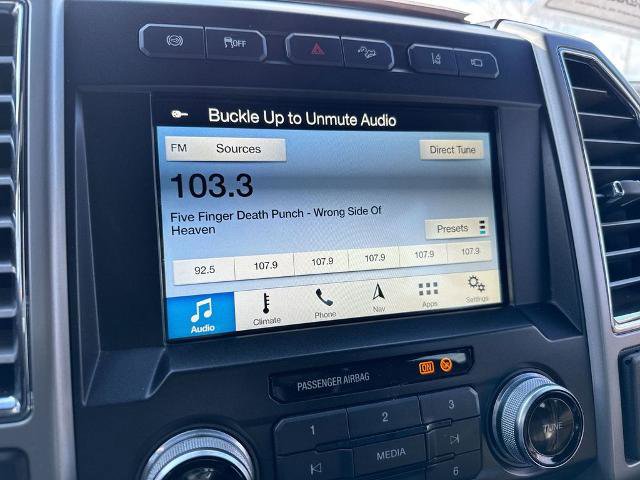 OFF
Buckle Up to Unmute Audio
FM Sources
Direct Tune
103.3
Five Finger Death Punch - Wrong Side Of
Heaven
Presets
92.5 107.9 107.9 107.9 107.9 107.9
Audio Climate Phone Nav Apps Settings
PASSENGER AIRBAG ON
1 2 3
MEDIA
6
TUNE